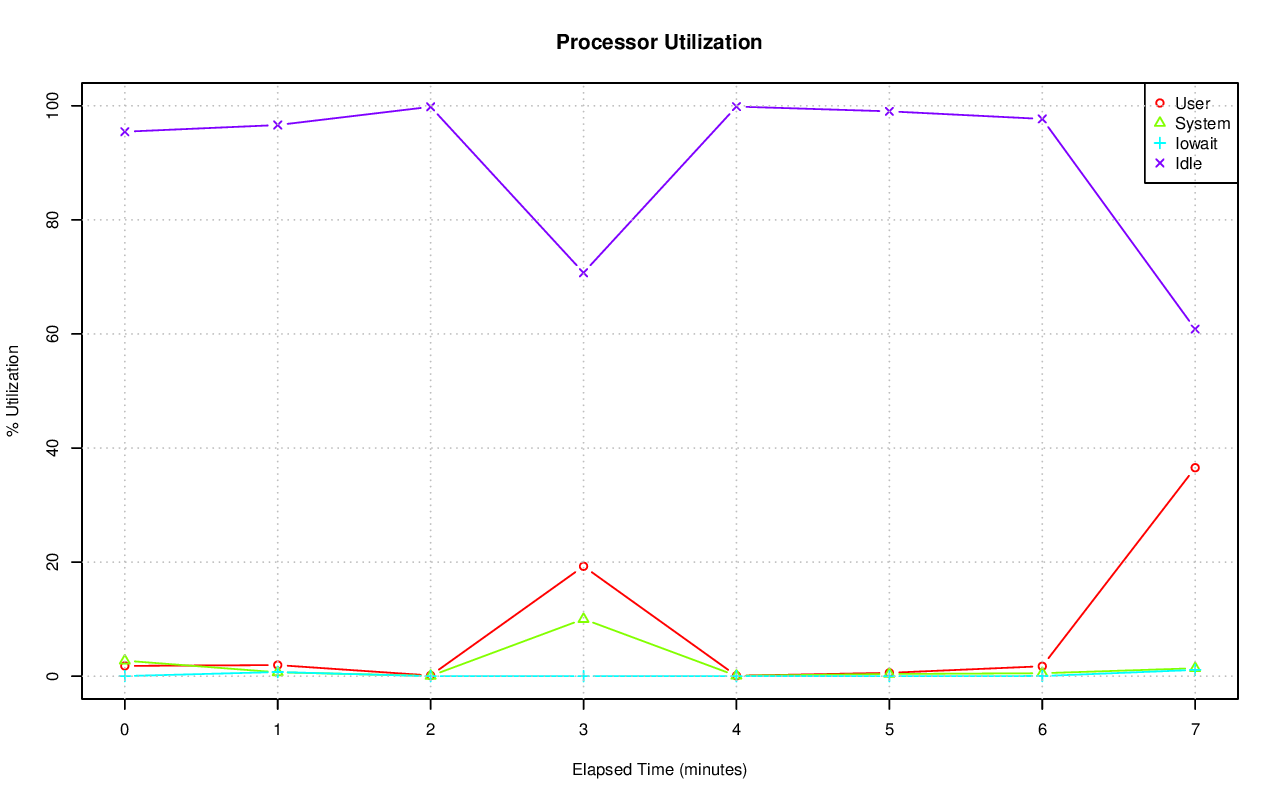 Processor Utilization
100
80
60
40
20
0
% Utilization
User
System
Iowait
Idle
0 1 2 3 4 5 6 7
Elapsed Time (minutes)